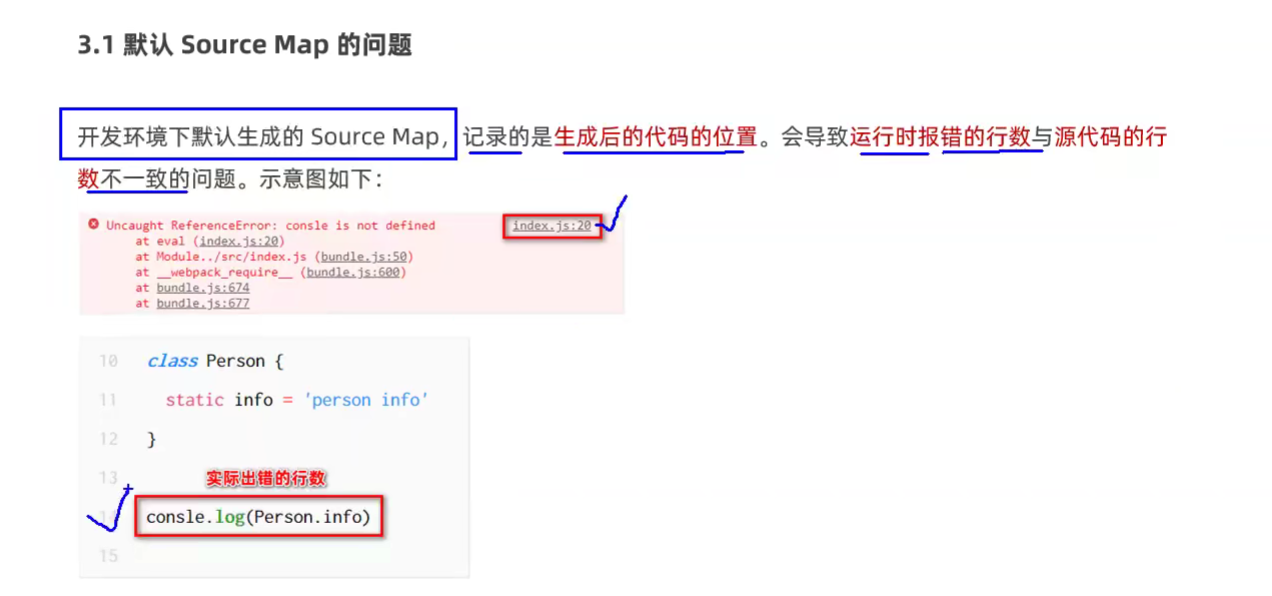 3.1 默认 Source Map 的问题
开发环境下默认生成的 Source Map，记录的是生成后的代码的位置。会导致运行时报错的行数与源代码的行
数不一致的问题。示意图如下：
Uncaught ReferenceError: consle is not defined index.js:20
at eval (index.js:20)
at Module../src/index.js (bundle.js:50)
at __webpack_require__ (bundle.js:600)
at bundle.js:674
at bundle.js:677
10 class Person {
11 static info = 'person info'
12 }
13 实际出错的行数
consle.log(Person.info)
15